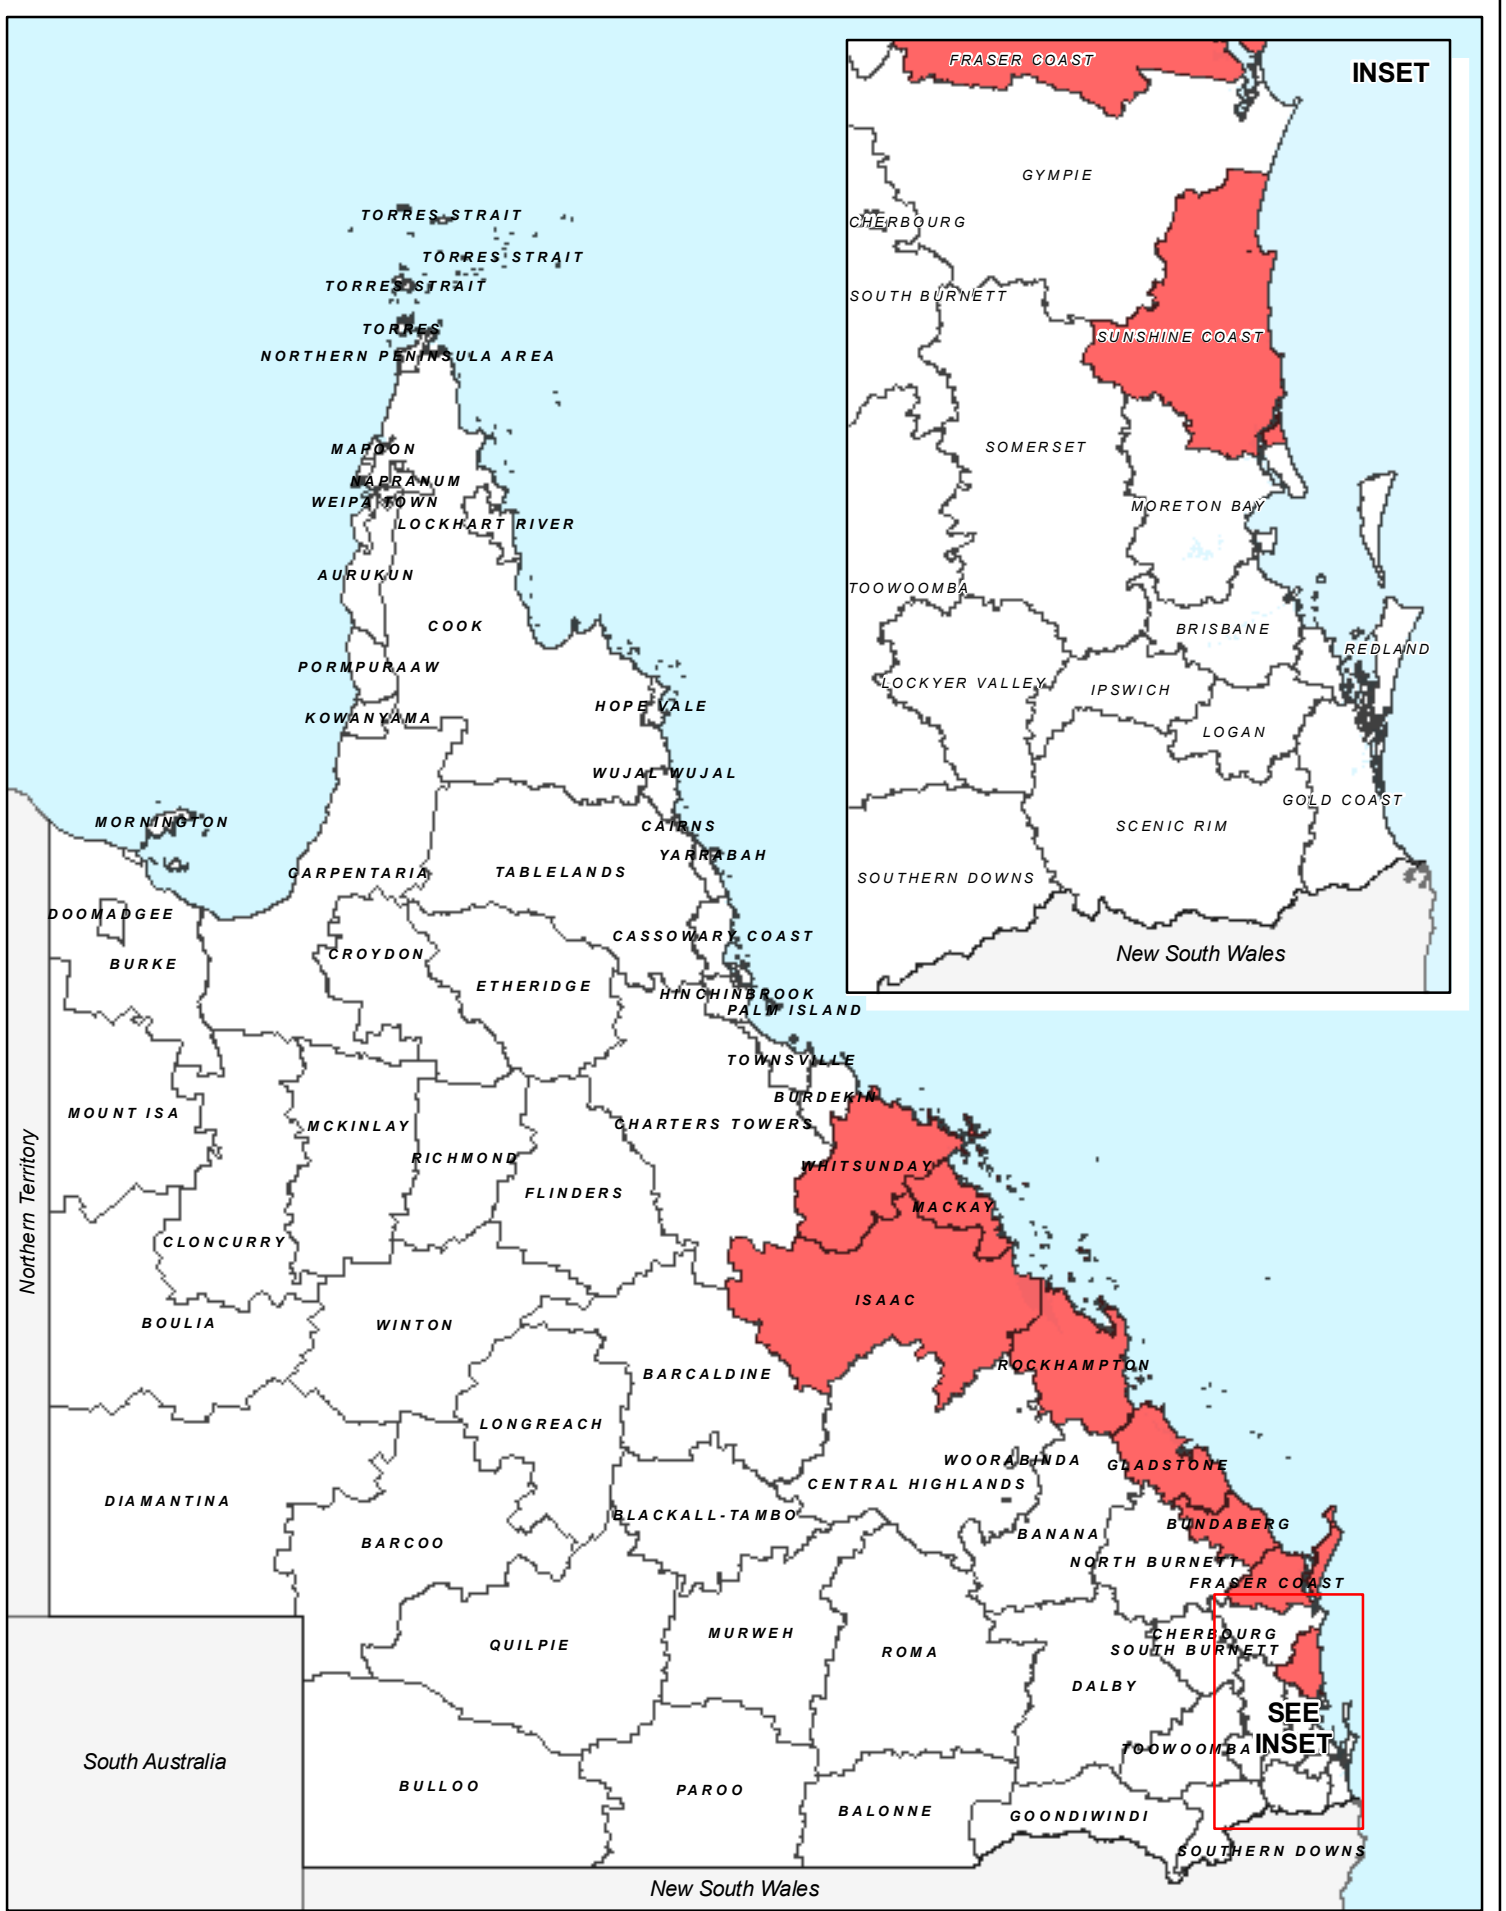 INSET
FRASER COAST
GYMPIE
CHERBOURG
SOUTH BURNETT
SUNSHINE COAST
SOMERSET
MORETON BAY
TOOWOOMBA
BRISBANE
REDLAND
LOCKYER VALLEY
IPSWICH
LOGAN
GOLD COAST
SCENIC RIM
SOUTHERN DOWNS
New South Wales
TORRES STRAIT
TORRES STRAIT
TORRES STRAIT
TORRES
NORTHERN PENINSULA AREA
MAPOON
NAPRANUM
WEIPA TOWN
LOCKHART RIVER
AURUKUN
COOK
PORMPURAAW
HOPE VALE
KOWANYAMA
WUJAL WUJAL
MORNINGTON
CAIRNS
YARRABAH
CARPENTARIA
TABLELANDS
DOOMADGEE
CASSOWARY COAST
CROYDON
BURKE
ETHERIDGE
HINCHINBROOK
PALM ISLAND
TOWNSVILLE
BURDEKIN
MOUNT ISA
MCKINLAY
CHARTERS TOWERS
RICHMOND
WHITSUNDAY
FLINDERS
MACKAY
Northern Territory
CLONCURRY
ISAAC
BOULIA
WINTON
ROCKHAMPTON
BARCALDINE
LONGREACH
WOORABINDA
GLADSTONE
CENTRAL HIGHLANDS
DIAMANTINA
BLACKALL-TAMBO
BUNDABERG
BANANA
BARCOO
NORTH BURNETT
FRASER COAST
CHERBOURG
MURWEH
QUILPIE
SOUTH BURNETT
ROMA
DALBY
SEE
INSET
TOOWOOMBA
South Australia
BULLOO
PAROO
BALONNE
GOONDIWINDI
SOUTHERN DOWNS
New South Wales